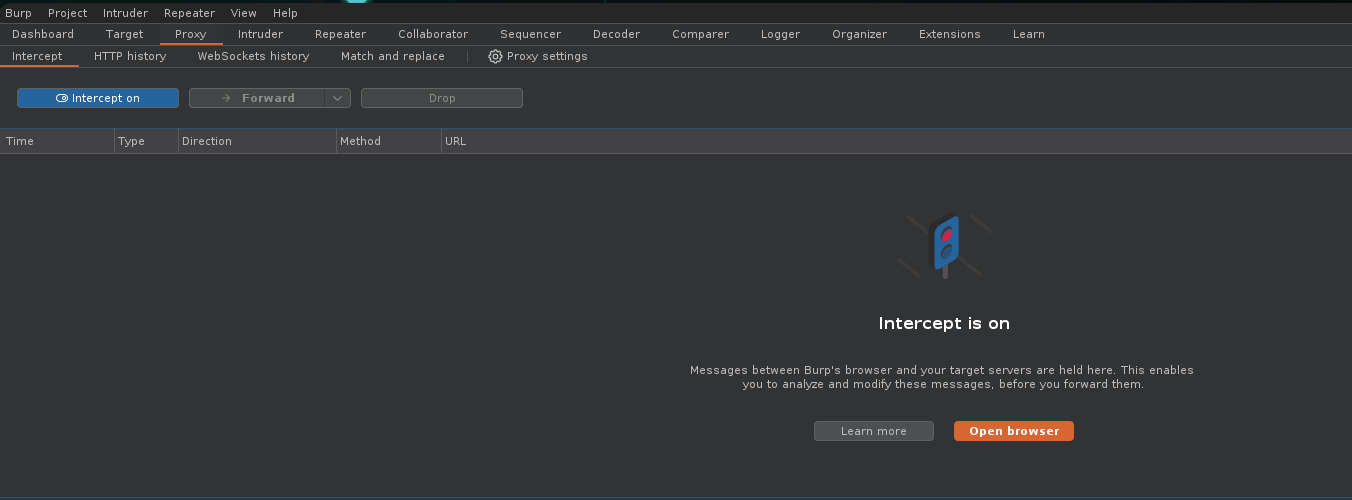 Burp Project Intruder Repeater View Help
Dashboard Target Proxy Intruder Repeater Collaborator Sequencer Decoder Comparer Logger Organizer Extensions Learn
Intercept HTTP history WebSockets history Match and replace Proxy settings
Intercept on Forward Drop
Time Type Direction Method URL
Intercept is on
Messages between Burp's browser and your target servers are held here. This enables
you to analyze and modify these messages, before you forward them.
Learn more Open browser